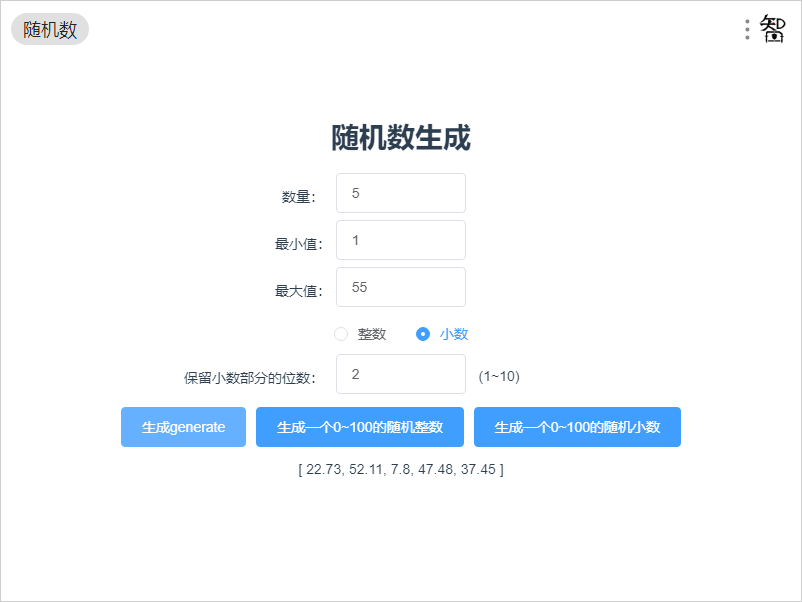 随机数
智
随机数生成
数量： 5
最小值： 1
最大值： 55
整数 小数
保留小数部分的位数： 2 (1~10)
生成generate 生成一个0~100的随机整数 生成一个0~100的随机小数
[ 22.73, 52.11, 7.8, 47.48, 37.45 ]